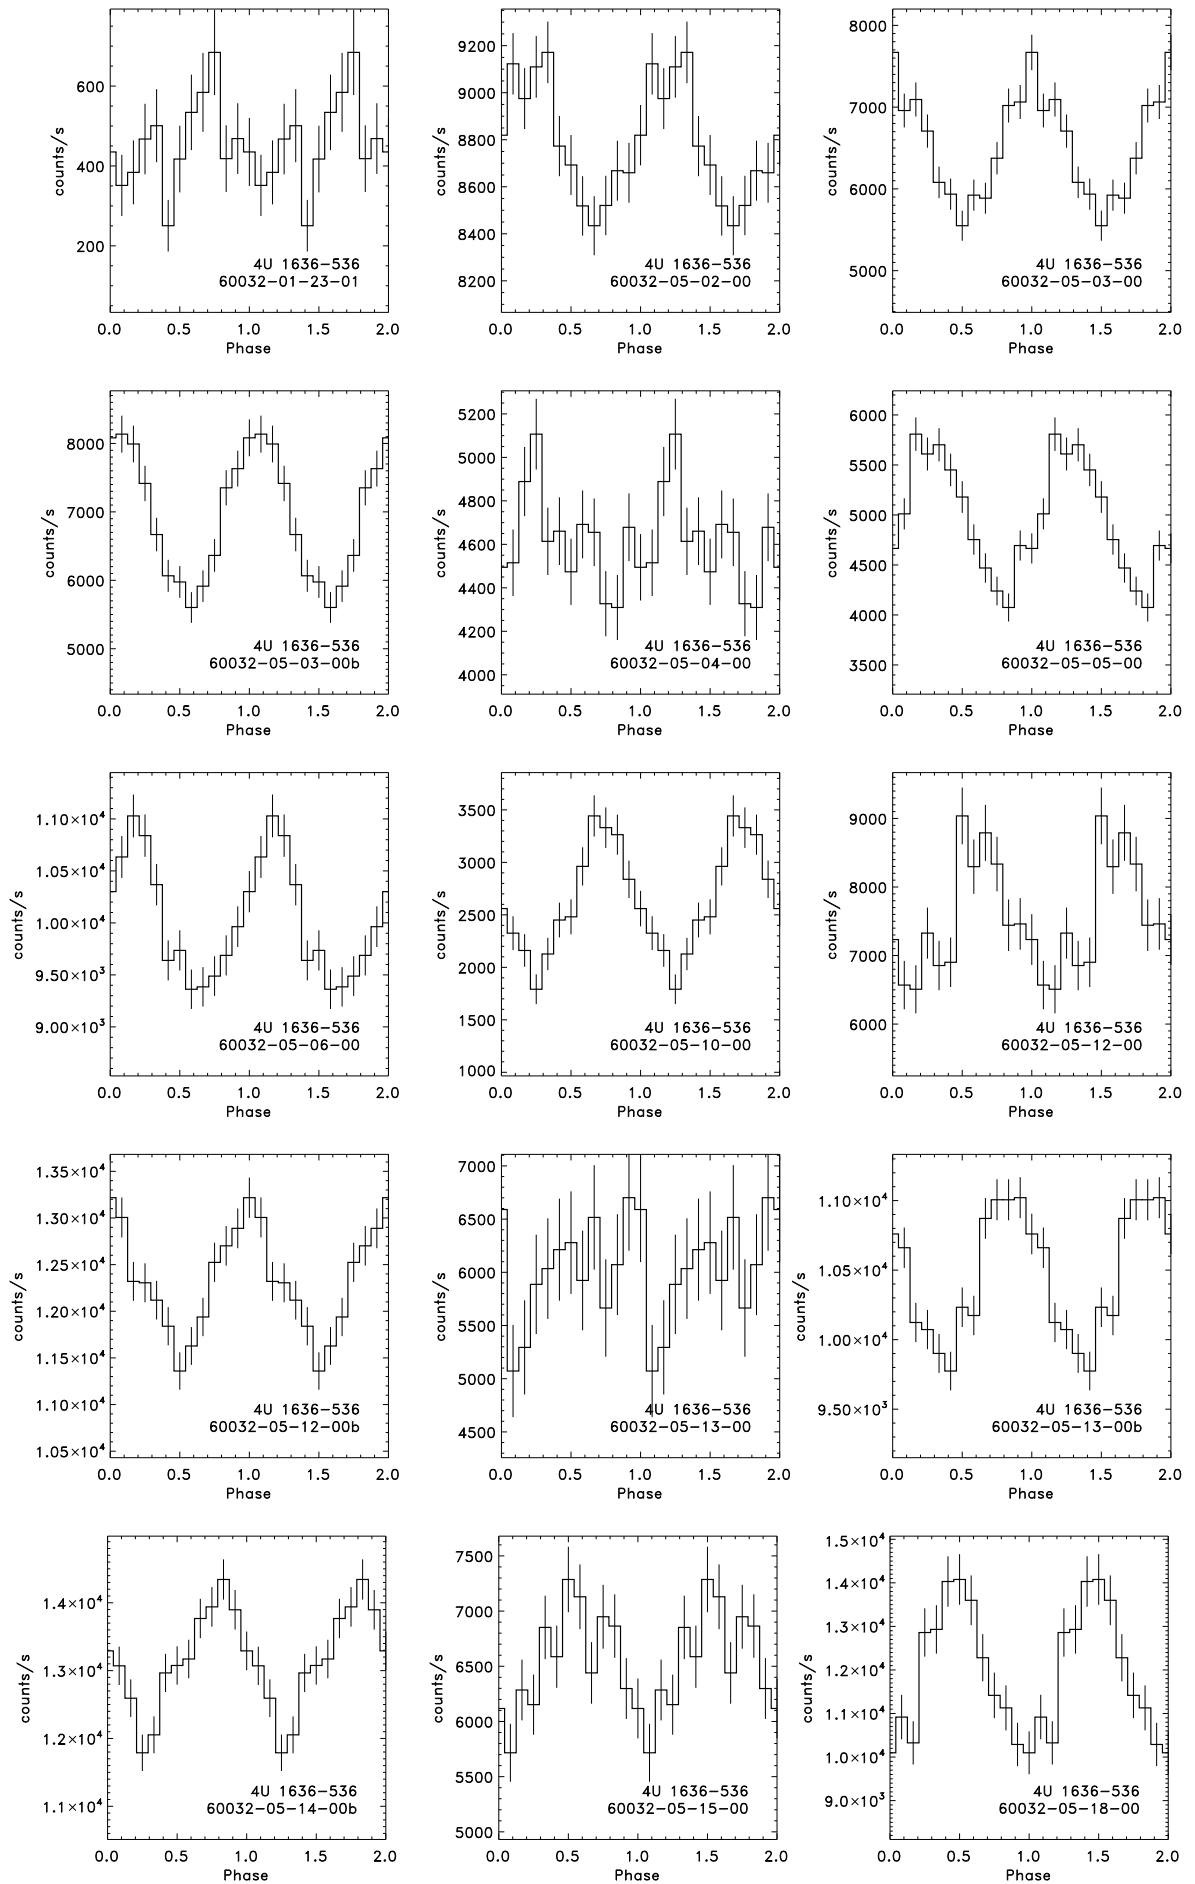 600
400
200
counts/s
4U 1636−536
60032−01−23−01
0.0 0.5 1.0 1.5 2.0
Phase
9200
9000
8800
8600
8400
8200
counts/s
4U 1636−536
60032−05−02−00
0.0 0.5 1.0 1.5 2.0
Phase
8000
7000
6000
5000
counts/s
4U 1636−536
60032−05−03−00
0.0 0.5 1.0 1.5 2.0
Phase
8000
7000
6000
5000
counts/s
4U 1636−536
60032−05−03−00b
0.0 0.5 1.0 1.5 2.0
Phase
5200
5000
4800
4600
4400
4200
4000
counts/s
4U 1636−536
60032−05−04−00
0.0 0.5 1.0 1.5 2.0
Phase
6000
5500
5000
4500
4000
3500
counts/s
4U 1636−536
60032−05−05−00
0.0 0.5 1.0 1.5 2.0
Phase
1.10×10⁴
1.05×10⁴
1.00×10⁴
9.50×10³
9.00×10³
counts/s
4U 1636−536
60032−05−06−00
0.0 0.5 1.0 1.5 2.0
Phase
3500
3000
2500
2000
1500
1000
counts/s
4U 1636−536
60032−05−10−00
0.0 0.5 1.0 1.5 2.0
Phase
9000
8000
7000
6000
counts/s
4U 1636−536
60032−05−12−00
0.0 0.5 1.0 1.5 2.0
Phase
1.35×10⁴
1.30×10⁴
1.25×10⁴
1.20×10⁴
1.15×10⁴
1.10×10⁴
1.05×10⁴
counts/s
4U 1636−536
60032−05−12−00b
0.0 0.5 1.0 1.5 2.0
Phase
7000
6500
6000
5500
5000
4500
counts/s
4U 1636−536
60032−05−13−00
0.0 0.5 1.0 1.5 2.0
Phase
1.10×10⁴
1.05×10⁴
1.00×10⁴
9.50×10³
counts/s
4U 1636−536
60032−05−13−00b
0.0 0.5 1.0 1.5 2.0
Phase
1.4×10⁴
1.3×10⁴
1.2×10⁴
1.1×10⁴
counts/s
4U 1636−536
60032−05−14−00b
0.0 0.5 1.0 1.5 2.0
Phase
7500
7000
6500
6000
5500
5000
counts/s
4U 1636−536
60032−05−15−00
0.0 0.5 1.0 1.5 2.0
Phase
1.5×10⁴
1.4×10⁴
1.3×10⁴
1.2×10⁴
1.1×10⁴
1.0×10⁴
9.0×10³
counts/s
4U 1636−536
60032−05−18−00
0.0 0.5 1.0 1.5 2.0
Phase